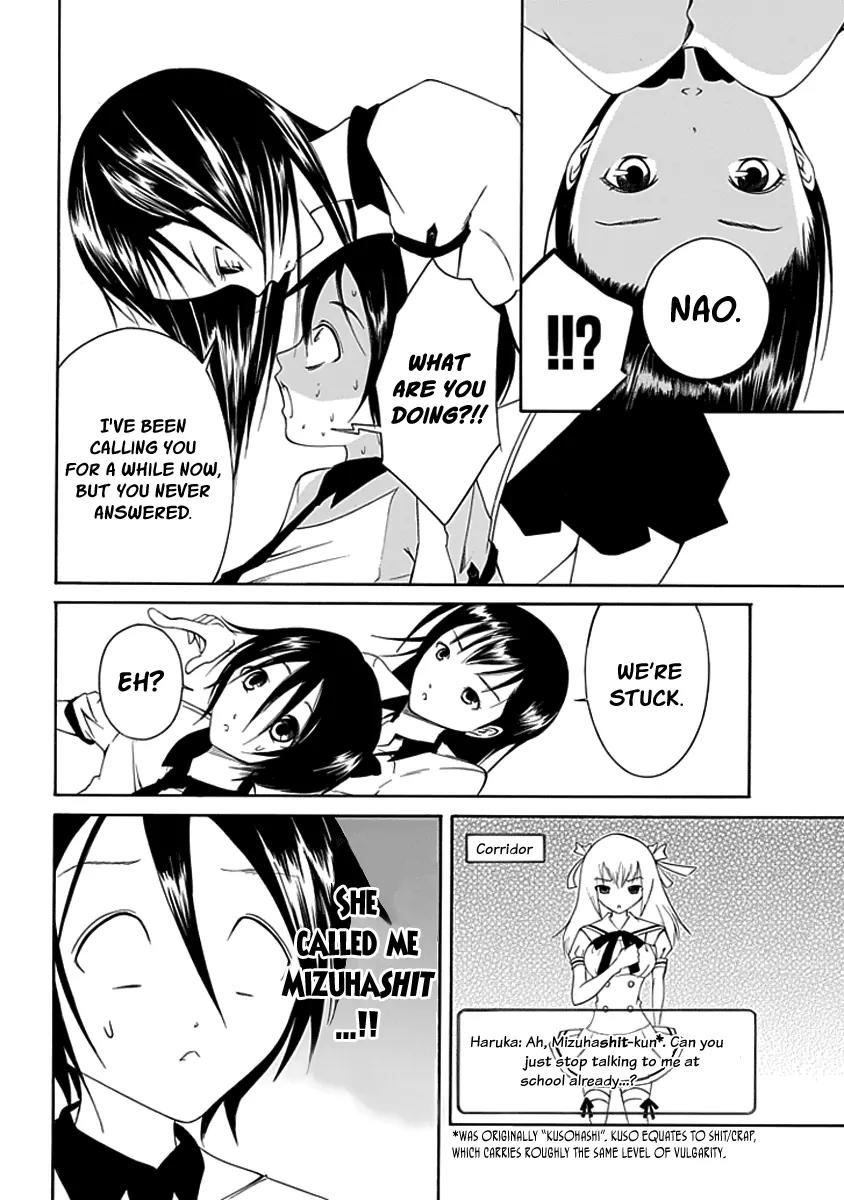 NAO.
!!?
WHAT
ARE YOU
DOING?!!
I'VE BEEN
CALLING YOU
FOR A WHILE NOW,
BUT YOU NEVER
ANSWERED.
WE'RE
STUCK.
EH?
Corridor
Haruka: Ah, Mizuhashit-kun*. Can you
just stop talking to me at
school already...?
*WAS ORIGINALLY "KUSOHASHI". KUSO EQUATES TO SHIT/CRAP,
WHICH CARRIES ROUGHLY THE SAME LEVEL OF VULGARITY.
SHE
CALLED ME
MIZUHASHIT
...!!